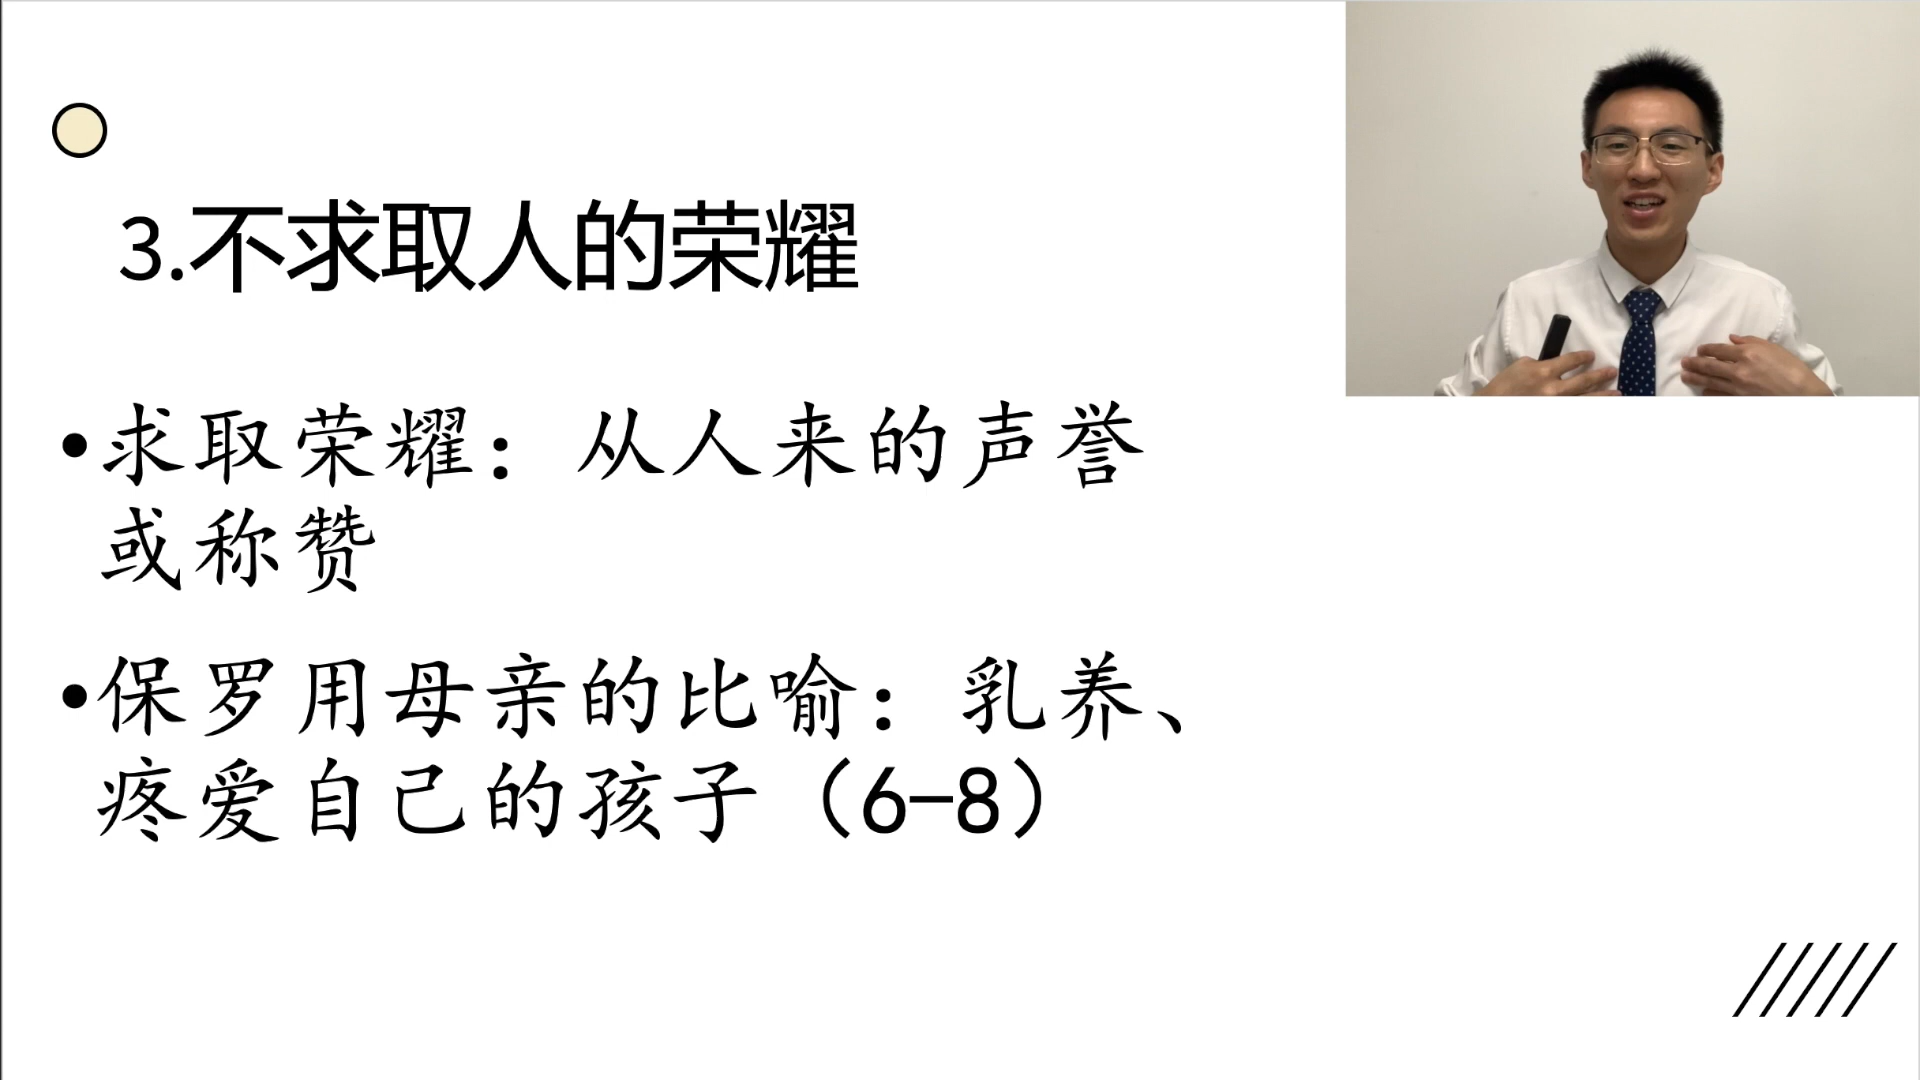 3.不求取人的荣耀
•求取荣耀：从人来的声誉
或称赞
•保罗用母亲的比喻：乳养、
疼爱自己的孩子（6-8）